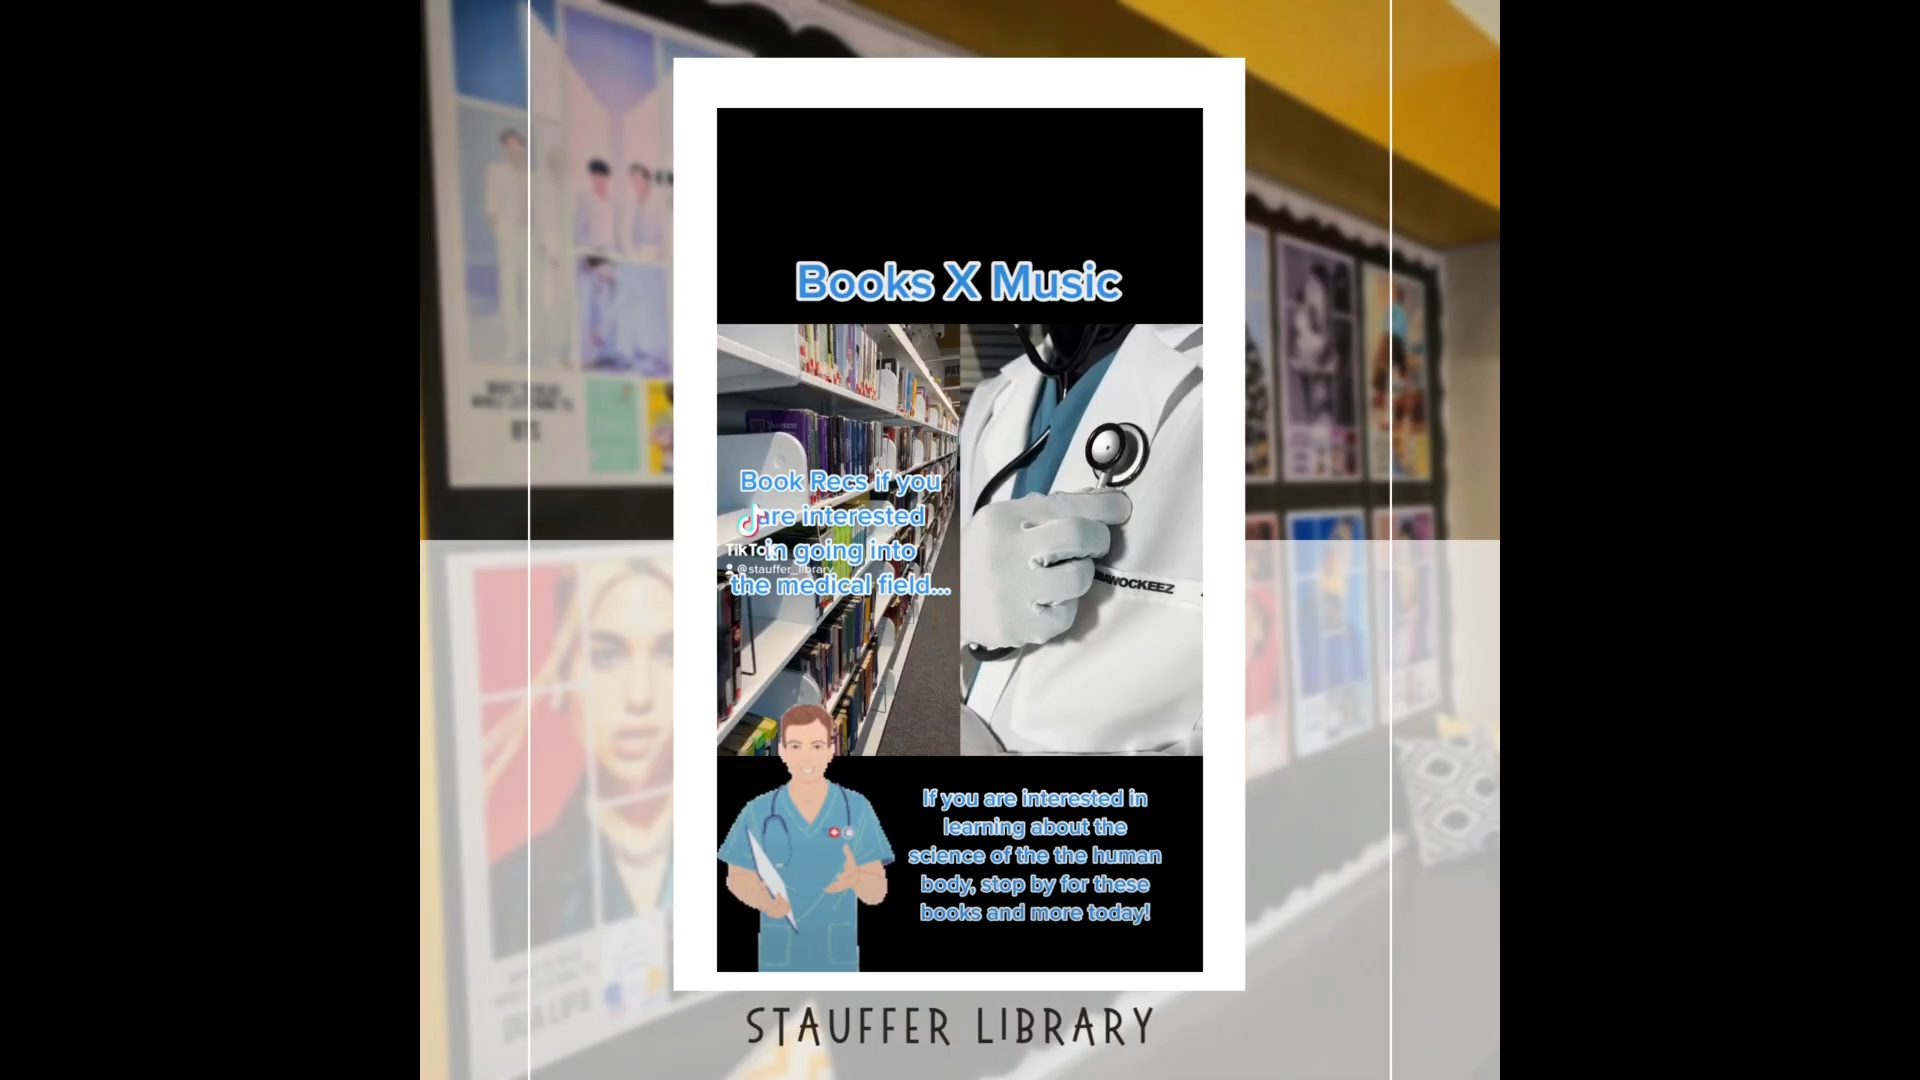 Books X Music
Book Recs if you
are interested
in going into
the medical field...
TikTok
@stauffer_library
If you are interested in
learning about the
science of the the human
body, stop by for these
books and more today!
BTS
DUA LIPA
STAUFFER LIBRARY